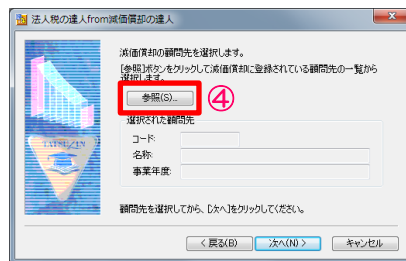 法人税の達人from減価償却の達人
減価償却の顧問先を選択します。
[参照]ボタンをクリックして減価償却に登録されている顧問先の一覧から
選択します。
参照(S)...
④
選択された顧問先
コード:
名称:
事業年度:
TATSUZIN
顧問先を選択してから、[次へ]をクリックしてください。
< 戻る(B)
次へ(N) >
キャンセル